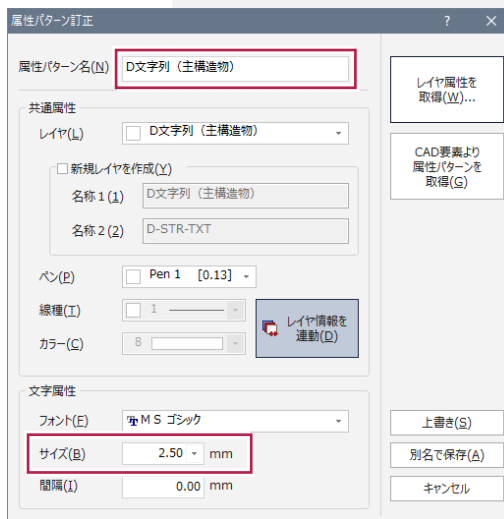 属性パターン訂正
? ×
属性パターン名(N) D文字列（主構造物）
レイヤ属性を
取得(W)...
共通属性
レイヤ(L) D文字列（主構造物）
CAD要素より
属性パターンを
取得(G)
新規レイヤを作成(Y)
名称1(1) D文字列（主構造物）
名称2(2) D-STR-TXT
ペン(P) Pen 1 [0.13]
線種(T) 1
カラー(C) 8
レイヤ情報を
連動(D)
文字属性
フォント(F) MS ゴシック
サイズ(B) 2.50 mm
間隔(I) 0.00 mm
上書き(S)
別名で保存(A)
キャンセル